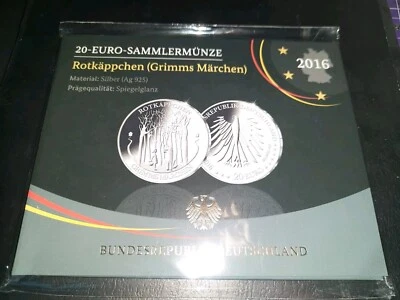 20-EURO-SAMMLERMÜNZE
Rotkäppchen (Grimms Märchen)
2016
Material: Silber (Ag 925)
Prägequalität: Spiegelglanz
BUNDESREPUBLIK DEUTSCHLAND